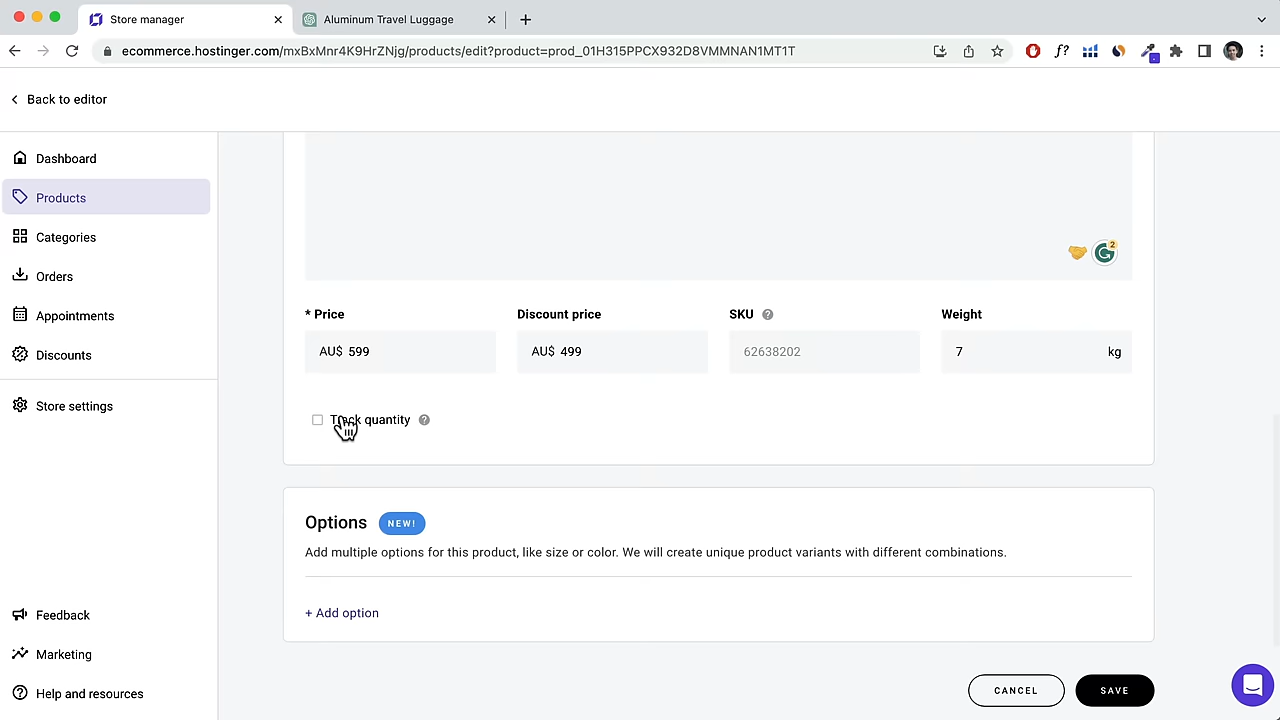 Store manager
Aluminum Travel Luggage
ecommerce.hostinger.com/mxBxMnr4K9HrZNjg/products/edit?product=prod_01H315PPCX932D8VMMNAN1MT1T
f?
Back to editor
Dashboard
Products
Categories
Orders
Appointments
Discounts
Store settings
Feedback
Marketing
Help and resources
2
* Price
Discount price
SKU ?
Weight
AU$ 599
AU$ 499
62638202
7 kg
Track quantity ?
Options NEW!
Add multiple options for this product, like size or color. We will create unique product variants with different combinations.
+ Add option
CANCEL
SAVE